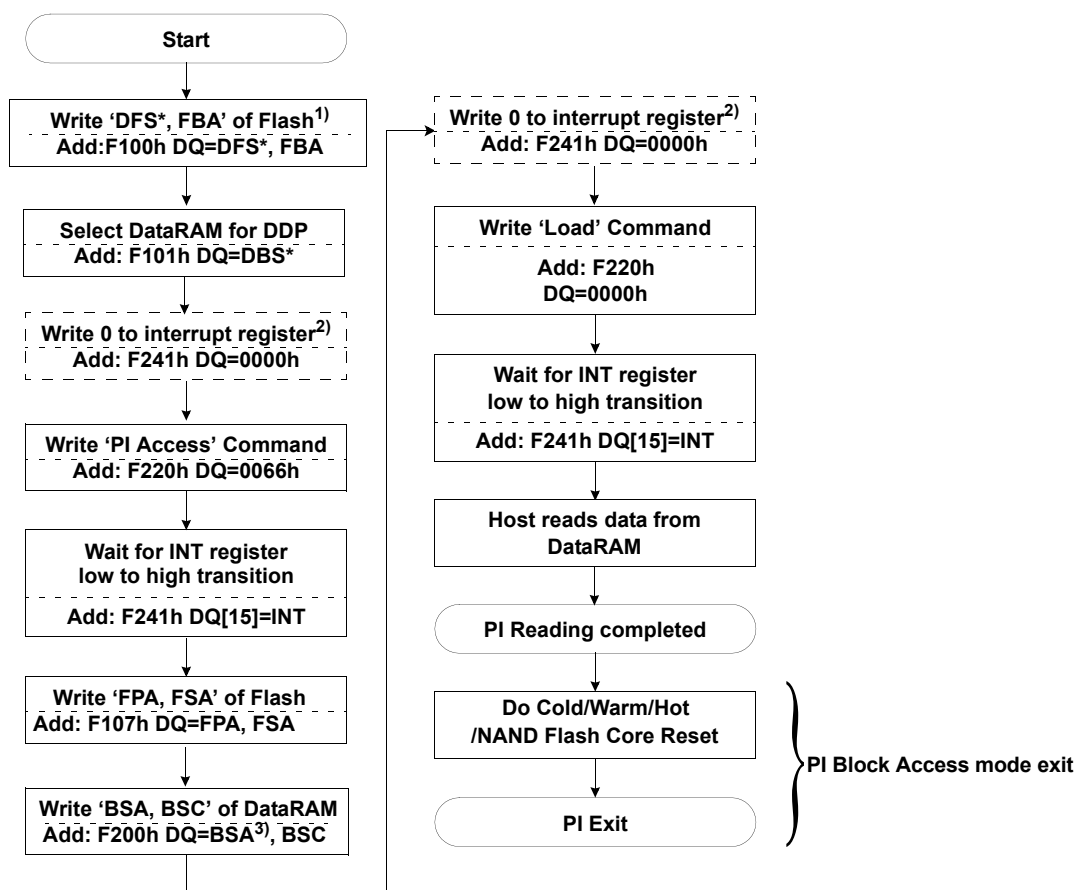 Start
Write ‘DFS*, FBA’ of Flash1)
Add:F100h DQ=DFS*, FBA
Select DataRAM for DDP
Add: F101h DQ=DBS*
Write 0 to interrupt register2)
Add: F241h DQ=0000h
Write ‘PI Access’ Command
Add: F220h DQ=0066h
Wait for INT register
low to high transition
Add: F241h DQ[15]=INT
Write ‘FPA, FSA’ of Flash
Add: F107h DQ=FPA, FSA
Write ‘BSA, BSC’ of DataRAM
Add: F200h DQ=BSA3), BSC
Write 0 to interrupt register2)
Add: F241h DQ=0000h
Write ‘Load’ Command
Add: F220h
DQ=0000h
Wait for INT register
low to high transition
Add: F241h DQ[15]=INT
Host reads data from
DataRAM
PI Reading completed
Do Cold/Warm/Hot
/NAND Flash Core Reset
PI Block Access mode exit
PI Exit